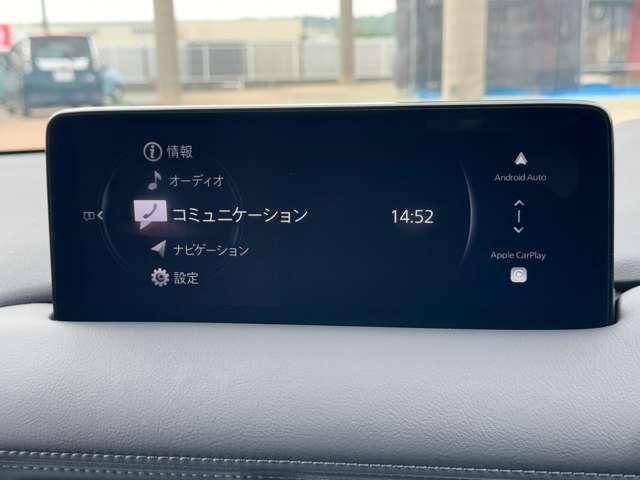 情報
オーディオ
コミュニケーション
ナビゲーション
設定
14:52
Android Auto
Apple CarPlay